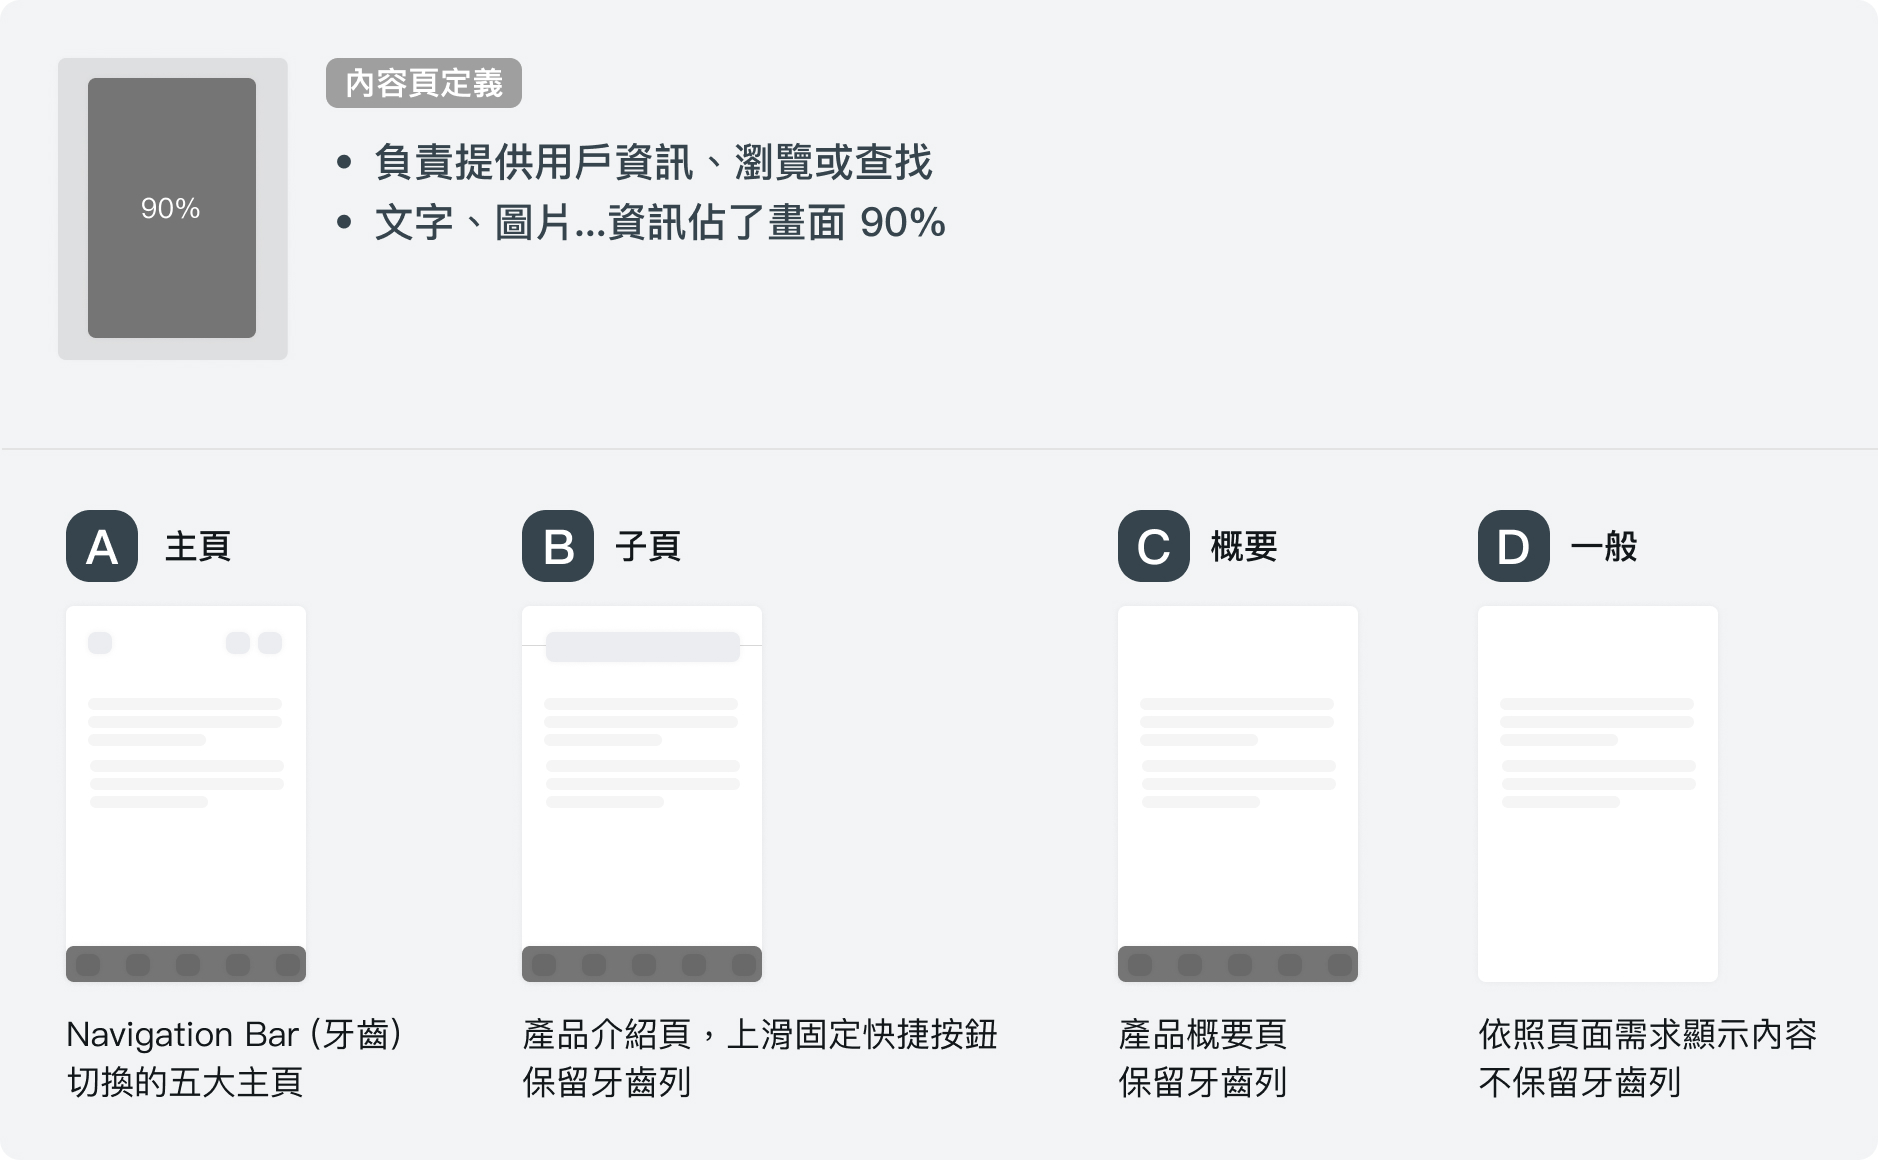 90%
內容頁定義
• 負責提供用戶資訊、瀏覽或查找
• 文字、圖片...資訊佔了畫面 90%
A 主頁
B 子頁
C 概要
D 一般
Navigation Bar (牙齒)
切換的五大主頁
產品介紹頁，上滑固定快捷按鈕
保留牙齒列
產品概要頁
保留牙齒列
依照頁面需求顯示內容
不保留牙齒列